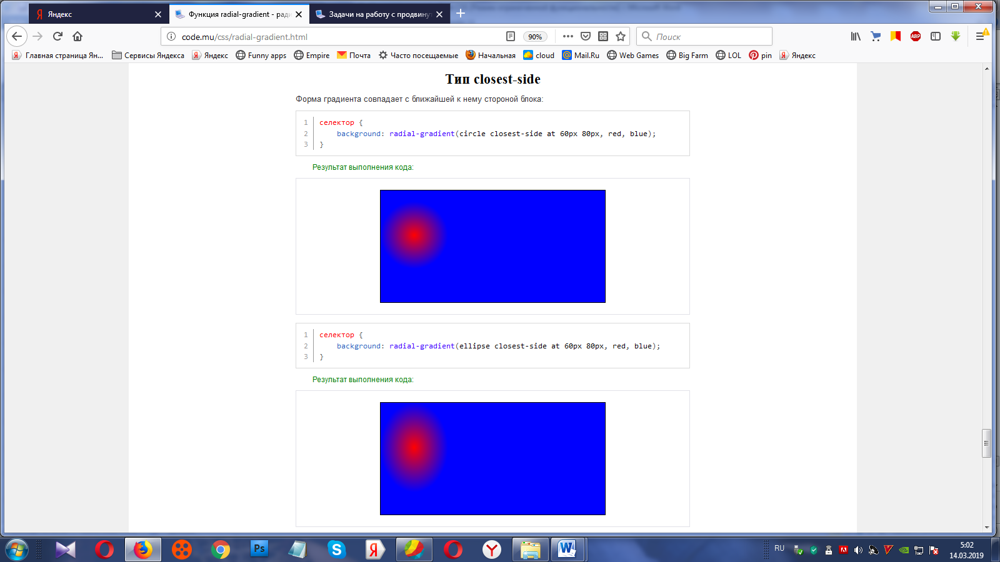 Яндекс
Функция radial-gradient - рад
Задачи на работу с продвину
code.mu/css/radial-gradient.html
90%
Поиск
ABP
Главная страница Ян...
Сервисы Яндекса
Яндекс
Funny apps
Empire
Почта
Часто посещаемые
Начальная
cloud
Mail.Ru
Web Games
Big Farm
LOL
pin
Яндекс
Тип closest-side
Форма градиента совпадает с ближайшей к нему стороной блока:
1 селектор {
2 background: radial-gradient(circle closest-side at 60px 80px, red, blue);
3 }
Результат выполнения кода:
1 селектор {
2 background: radial-gradient(ellipse closest-side at 60px 80px, red, blue);
3 }
Результат выполнения кода:
Ps
RU
5:02
14.03.2019